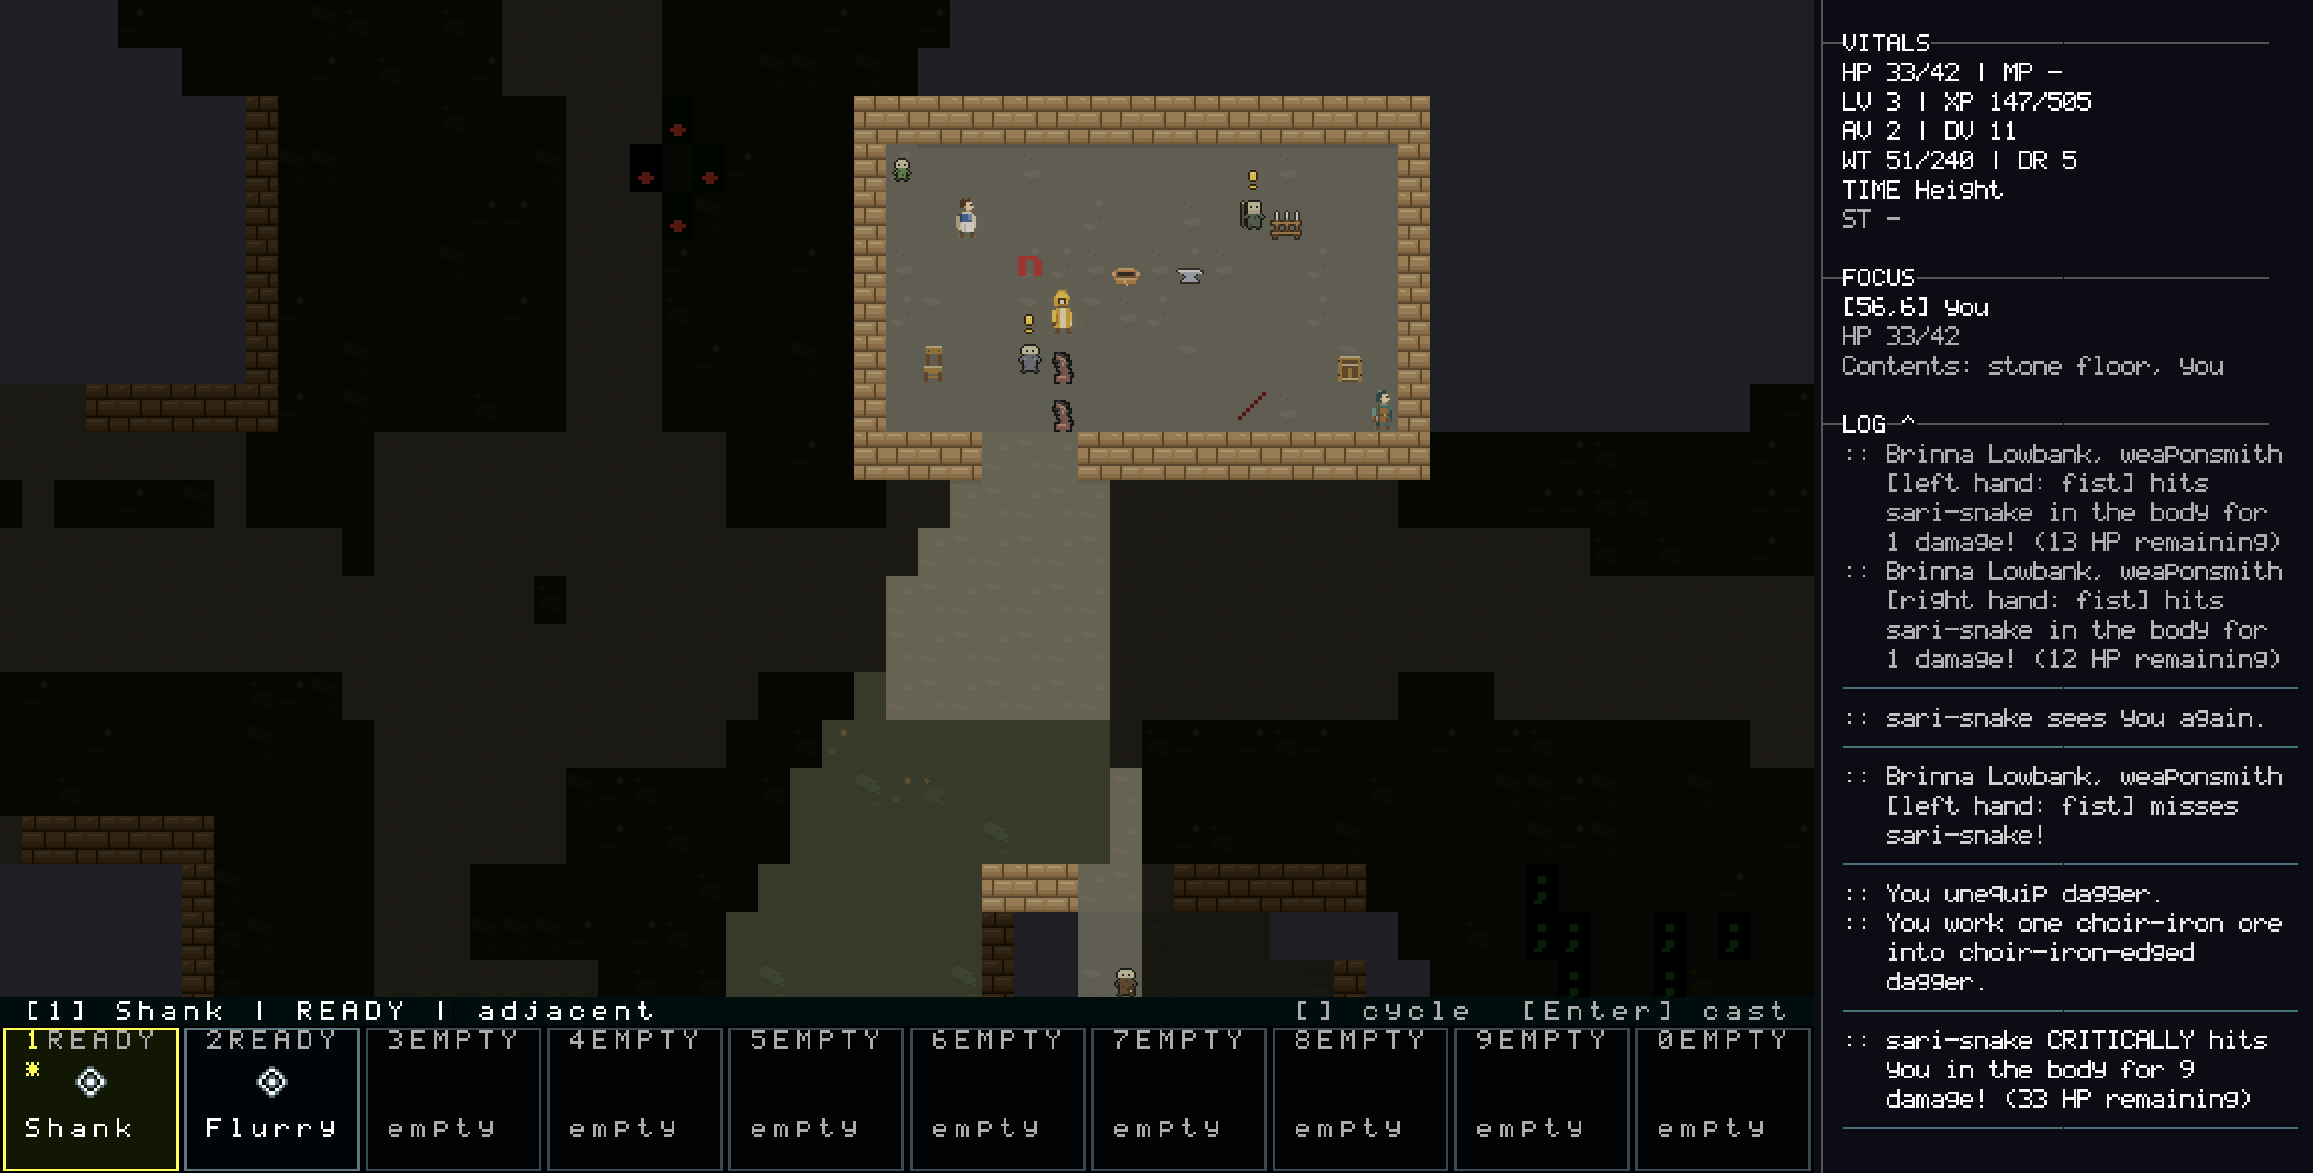 VITALS
HP 33/42 | MP -
LV 3 | XP 147/505
AV 2 | DV 11
WT 51/240 | DR 5
TIME Height
ST -
FOCUS
[56,6] You
HP 33/42
Contents: stone floor, You
LOG ^
:: Brinna Lowbank, weaponsmith
[left hand: fist] hits
sari-snake in the body for
1 damage! (13 HP remaining)
:: Brinna Lowbank, weaponsmith
[right hand: fist] hits
sari-snake in the body for
1 damage! (12 HP remaining)
:: sari-snake sees you again.
:: Brinna Lowbank, weaponsmith
[left hand: fist] misses
sari-snake!
:: You unequip dagger.
:: You work one choir-iron ore
into choir-iron-edged
dagger.
:: sari-snake CRITICALLY hits
you in the body for 9
damage! (33 HP remaining)
[1] Shank | READY | adjacent
[] cycle [Enter] cast
1READY 2READY 3EMPTY 4EMPTY 5EMPTY 6EMPTY 7EMPTY 8EMPTY 9EMPTY 0EMPTY
Shank Flurry empty empty empty empty empty empty empty empty